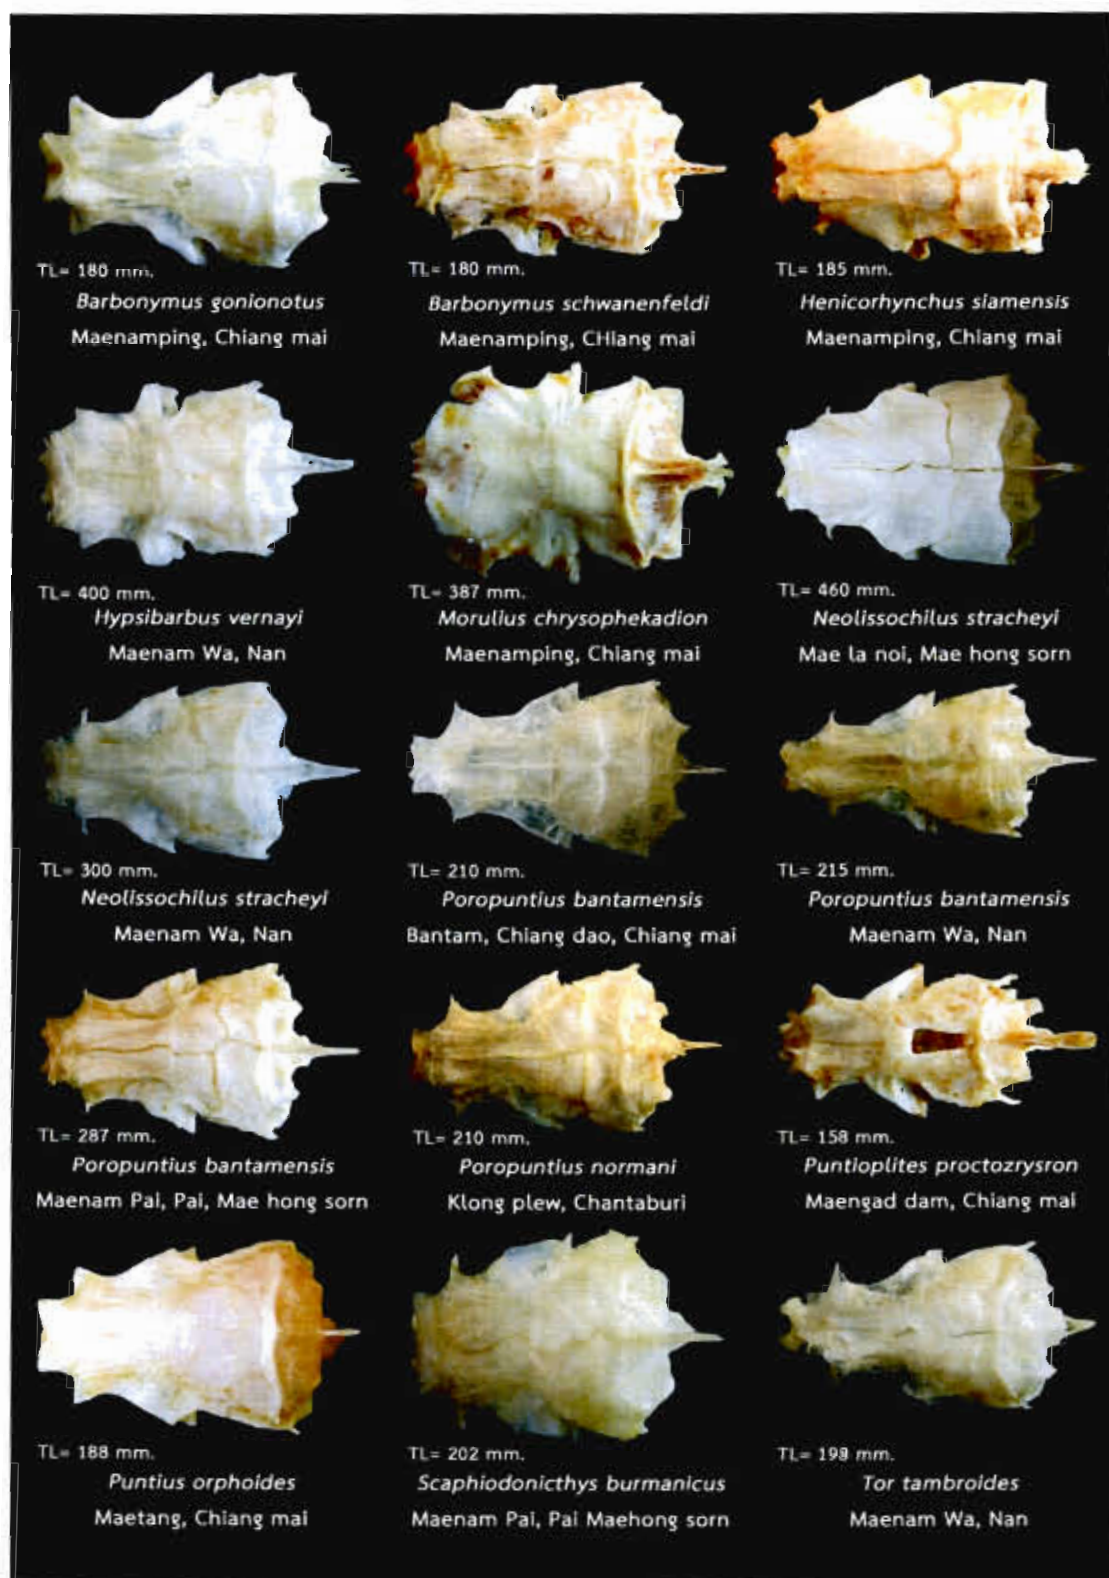 TL= 180 mm.
Barbonymus gonionotus
Maenamping, Chiang mai
TL= 180 mm.
Barbonymus schwanenfeldi
Maenamping, CHiang mai
TL= 185 mm.
Henicorhynchus siamensis
Maenamping, Chiang mai
TL= 400 mm.
Hypsibarbus vernayi
Maenam Wa, Nan
TL= 387 mm.
Morulius chrysophekadion
Maenamping, Chiang mai
TL= 460 mm.
Neolissochilus stracheyi
Mae la noi, Mae hong sorn
TL= 300 mm.
Neolissochilus stracheyi
Maenam Wa, Nan
TL= 210 mm.
Poropuntius bantamensis
Bantam, Chiang dao, Chiang mai
TL= 215 mm.
Poropuntius bantamensis
Maenam Wa, Nan
TL= 287 mm.
Poropuntius bantamensis
Maenam Pai, Pai, Mae hong sorn
TL= 210 mm.
Poropuntius normani
Klong plew, Chantaburi
TL= 158 mm.
Puntioplites proctozrysron
Maengad dam, Chiang mai
TL= 188 mm.
Puntius orphoides
Maetang, Chiang mai
TL= 202 mm.
Scaphiodonicthys burmanicus
Maenam Pai, Pai Maehong sorn
TL= 198 mm.
Tor tambroides
Maenam Wa, Nan